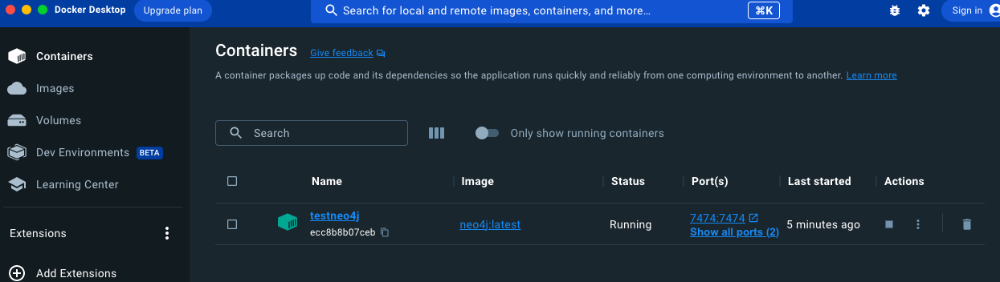 Docker Desktop Upgrade plan Search for local and remote images, containers, and more... ⌘K Sign in
Containers
Images
Volumes
Dev Environments BETA
Learning Center
Extensions
Add Extensions
Containers Give feedback
A container packages up code and its dependencies so the application runs quickly and reliably from one computing environment to another. Learn more
Search Only show running containers
Name Image Status Port(s) Last started Actions
testneo4j neo4j:latest Running 7474:7474 5 minutes ago
ecc8b8b07ceb Show all ports (2)